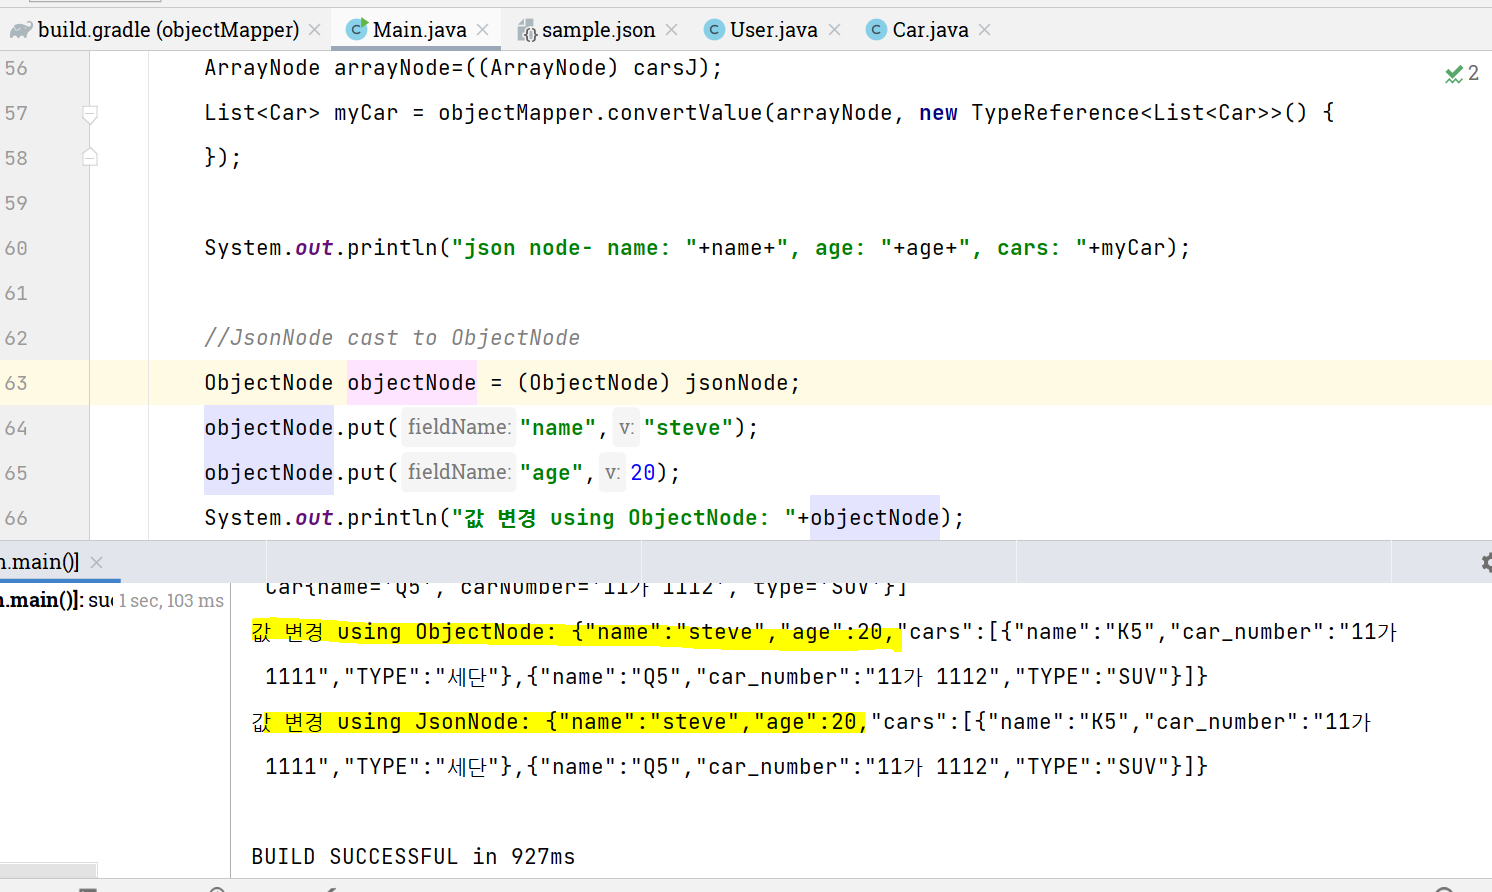 build.gradle (objectMapper) Main.java sample.json User.java Car.java
56 ArrayNode arrayNode=((ArrayNode) carsJ);
2
57 List<Car> myCar = objectMapper.convertValue(arrayNode, new TypeReference<List<Car>>() {
58 });
59
60 System.out.println("json node- name: "+name+", age: "+age+", cars: "+myCar);
61
62 //JsonNode cast to ObjectNode
63 ObjectNode objectNode = (ObjectNode) jsonNode;
64 objectNode.put( fieldName: "name", v: "steve");
65 objectNode.put( fieldName: "age", v: 20);
66 System.out.println("값 변경 using ObjectNode: "+objectNode);
.main()]
.main()]: suc 1 sec, 103 ms
Car{name='Q5', carNumber='11가 1112', type='SUV'}]
값 변경 using ObjectNode: {"name":"steve","age":20,"cars":[{"name":"K5","car_number":"11가
1111","TYPE":"세단"},{"name":"Q5","car_number":"11가 1112","TYPE":"SUV"}]}
값 변경 using JsonNode: {"name":"steve","age":20,"cars":[{"name":"K5","car_number":"11가
1111","TYPE":"세단"},{"name":"Q5","car_number":"11가 1112","TYPE":"SUV"}]}
BUILD SUCCESSFUL in 927ms